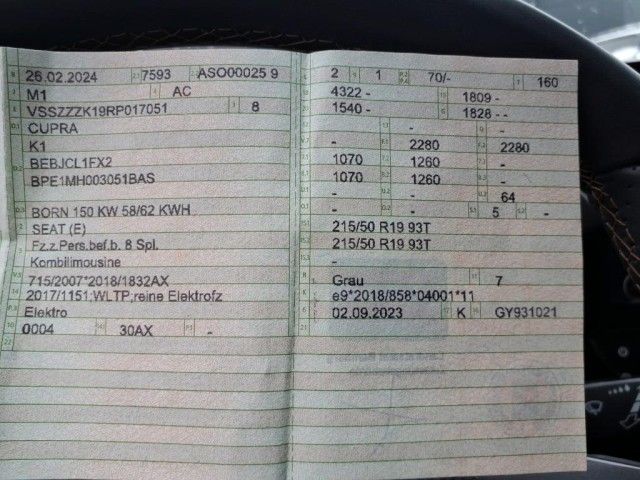 26.02.2024 7593 ASO00025 9
M1 AC
VSSZZZK19RP017051 8
CUPRA
K1
BEBJCL1FX2
BPE1MH003051BAS
BORN 150 KW 58/62 KWH
SEAT (E)
Fz.z.Pers.bef.b. 8 Spl.
Kombilimousine
715/2007*2018/1832AX
2017/1151;WLTP;reine Elektrofz
Elektro
0004 30AX -
2 1 70/- 160
4322 - 1809 -
1540 - 1828 - -
- - -
- 2280 2280
1070 1260 -
1070 1260 -
- - 64
- - 5 -
215/50 R19 93T
215/50 R19 93T
-
Grau 7
e9*2018/858*04001*11
02.09.2023 K GY931021